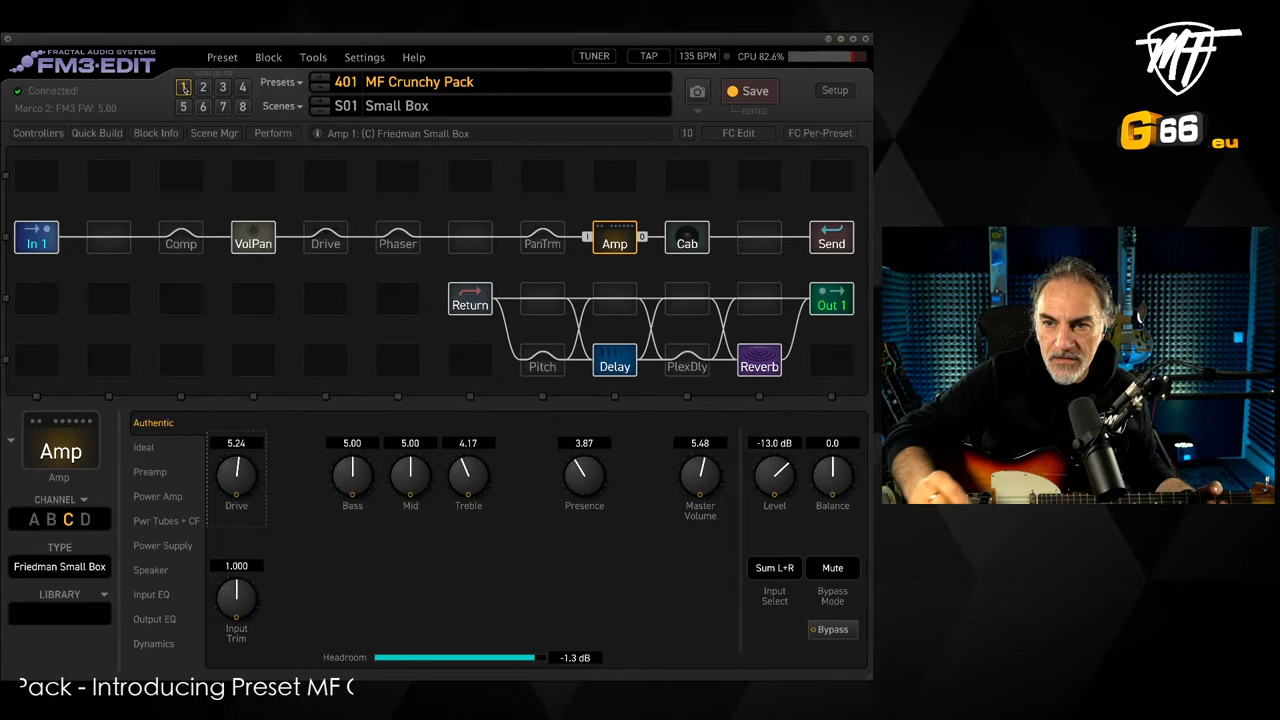 FRACTAL AUDIO SYSTEMS
FM3-EDIT
Preset Block Tools Settings Help
TUNER TAP 135 BPM CPU 82.6%
Connected!
Marco 2: FM3 FW: 5.00
1 2 3 4
5 6 7 8
Presets 401 MF Crunchy Pack
Scenes S01 Small Box
Save
EDITED
Setup
Controllers Quick Build Block Info Scene Mgr Perform
Amp 1: (C) Friedman Small Box 10 FC Edit FC Per-Preset
In 1 Comp VolPan Drive Phaser PanTrm I Amp O Cab Send
Return Out 1
Pitch Delay PlexDly Reverb
Amp
Amp
CHANNEL
A B C D
TYPE
Friedman Small Box
LIBRARY
Authentic
Ideal
Preamp
Power Amp
Pwr Tubes + CF
Power Supply
Speaker
Input EQ
Output EQ
Dynamics
5.24 5.00 5.00 4.17 3.87 5.48 -13.0 dB 0.0
Drive Bass Mid Treble Presence Master Volume Level Balance
1.000
Input Trim
Sum L+R Mute
Input Select Bypass Mode
Bypass
Headroom -1.3 dB
MF
G66
.eu
Pack - Introducing Preset MF